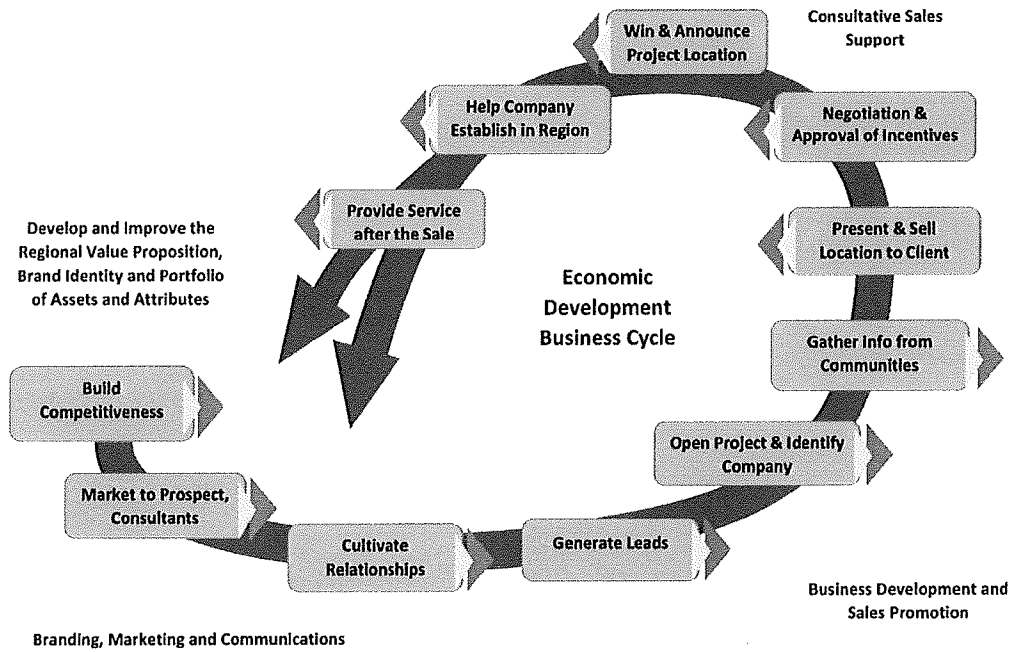 Consultative Sales
Support
Win & Announce
Project Location
Help Company
Establish in Region
Negotiation &
Approval of Incentives
Provide Service
after the Sale
Present & Sell
Location to Client
Develop and Improve the
Regional Value Proposition,
Brand Identity and Portfolio
of Assets and Attributes
Economic
Development
Business Cycle
Gather Info from
Communities
Build
Competitiveness
Open Project & Identify
Company
Market to Prospect,
Consultants
Cultivate
Relationships
Generate Leads
Business Development and
Sales Promotion
Branding, Marketing and Communications